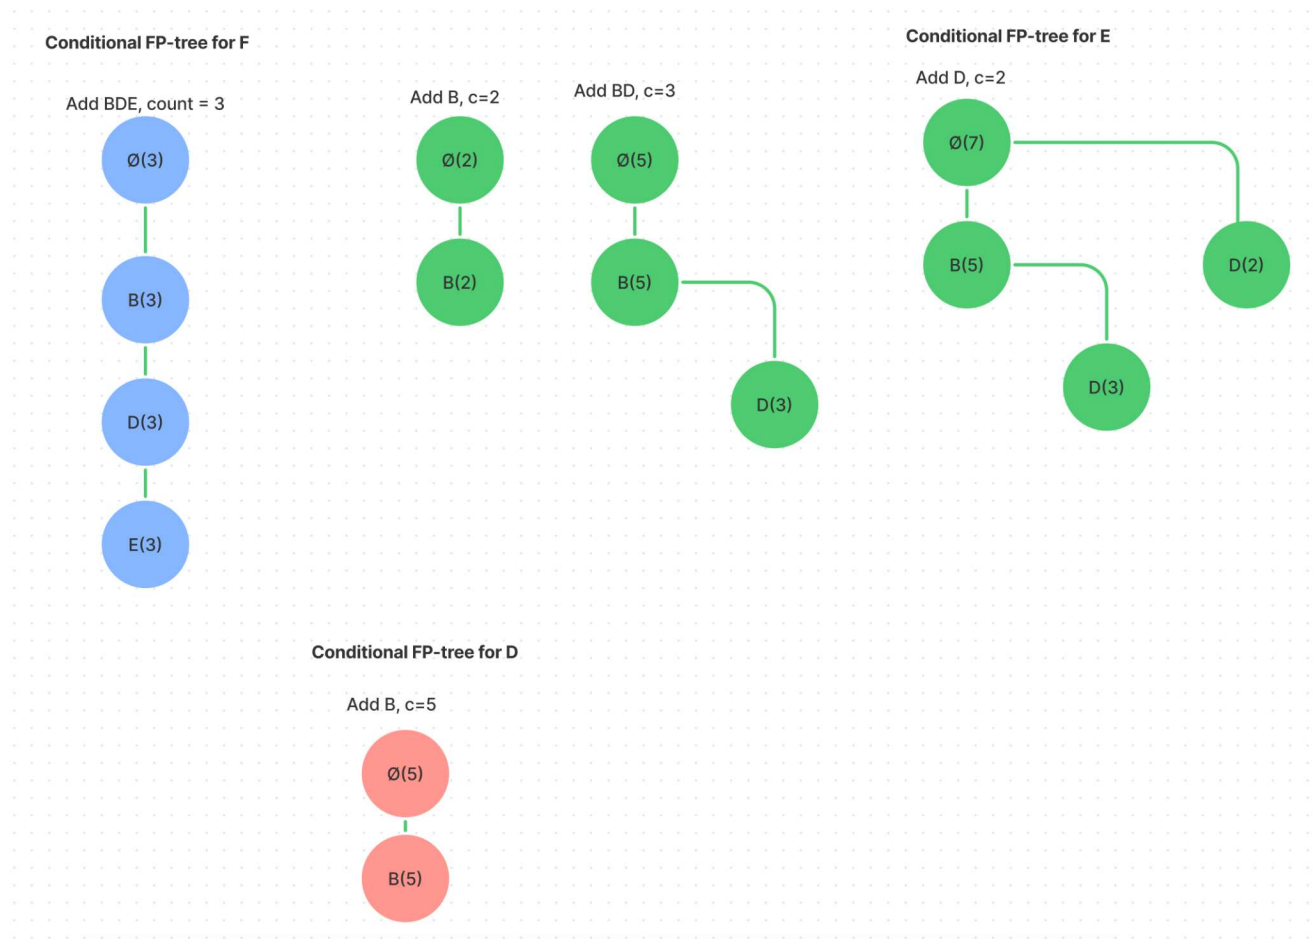 Conditional FP-tree for F
Add BDE, count = 3
Ø(3)
B(3)
D(3)
E(3)
Add B, c=2
Ø(2)
B(2)
Add BD, c=3
Ø(5)
B(5)
D(3)
Conditional FP-tree for E
Add D, c=2
Ø(7)
B(5)
D(2)
D(3)
Conditional FP-tree for D
Add B, c=5
Ø(5)
B(5)